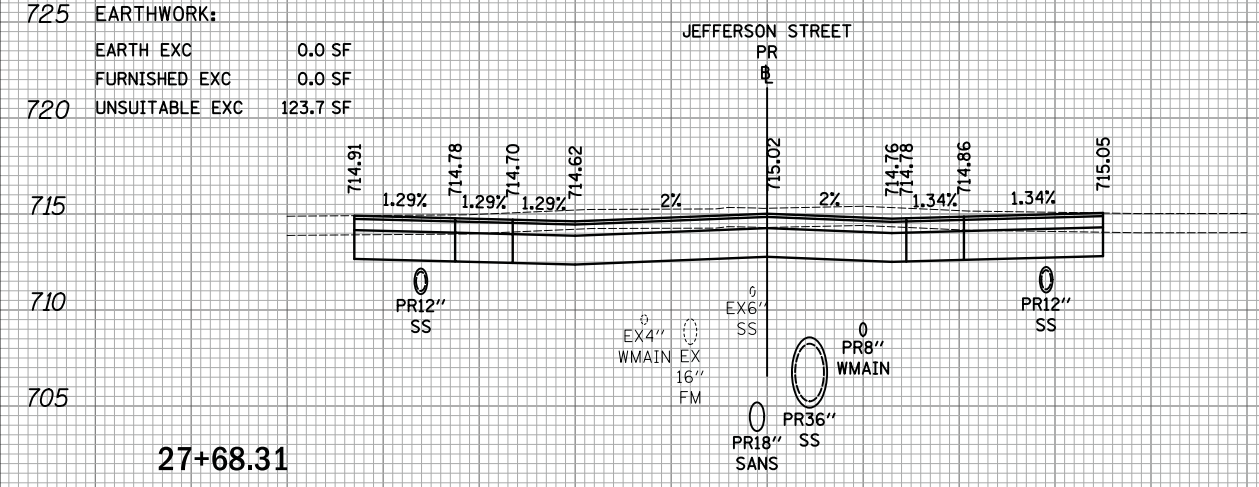 725 EARTHWORK:
EARTH EXC 0.0 SF
FURNISHED EXC 0.0 SF
720 UNSUITABLE EXC 123.7 SF
JEFFERSON STREET
PR
BL
714.91 714.78 714.70 714.62 715.02 714.76 714.78 714.86 715.05
715 1.29% 1.29% 1.29% 2% 2% 1.34% 1.34%
710
PR12"
SS
EX6"
SS
PR12"
SS
EX4"
WMAIN
EX
16"
FM
PR8"
WMAIN
705
PR36"
SS
PR18"
SANS
27+68.31